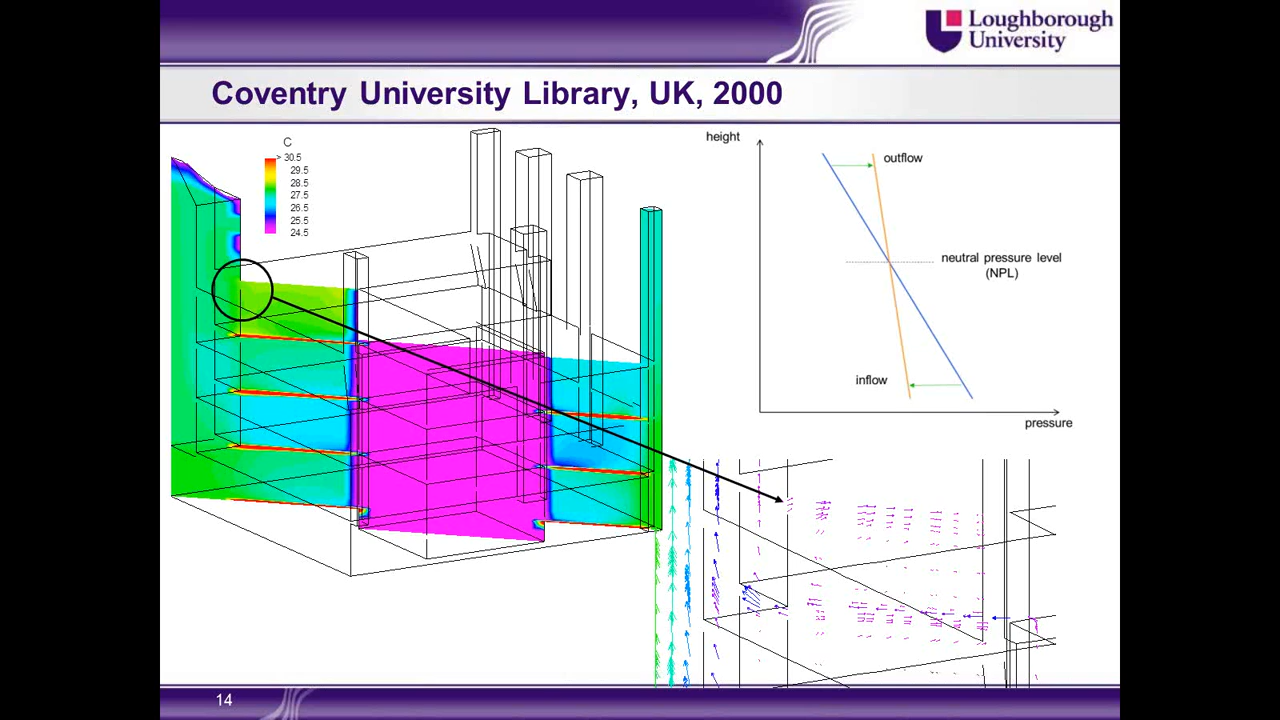 Loughborough
University
Coventry University Library, UK, 2000
C
> 30.5
29.5
28.5
27.5
26.5
25.5
24.5
height
outflow
neutral pressure level
(NPL)
inflow
pressure
14